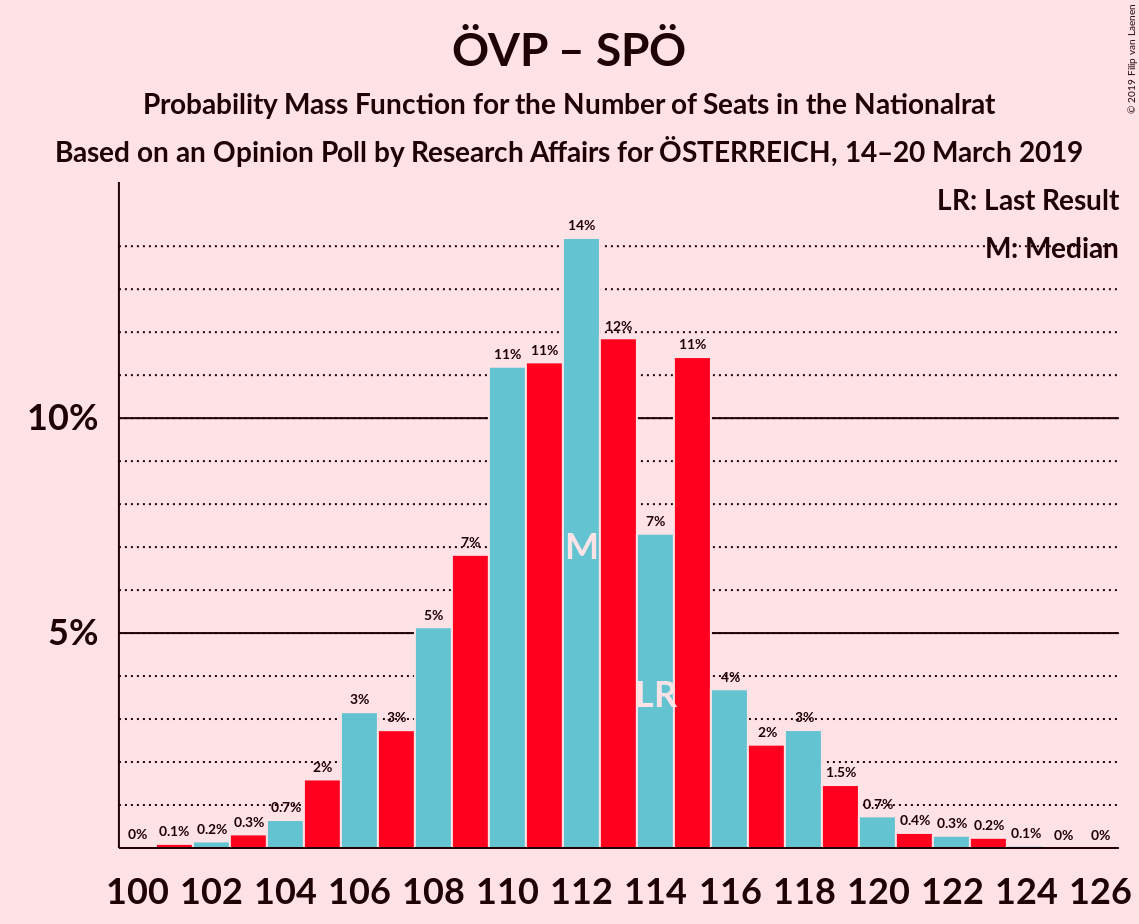 ÖVP – SPÖ
Probability Mass Function for the Number of Seats in the Nationalrat
Based on an Opinion Poll by Research Affairs for ÖSTERREICH, 14–20 March 2019
© 2019 Filip van Laenen
LR: Last Result
M: Median
10%
5%
0% 0.1% 0.2% 0.3% 0.7% 2% 3% 3% 5% 7% 11% 11% 14% 12% 7% 11% 4% 2% 3% 1.5% 0.7% 0.4% 0.3% 0.2% 0.1% 0% 0%
M
LR
100 102 104 106 108 110 112 114 116 118 120 122 124 126